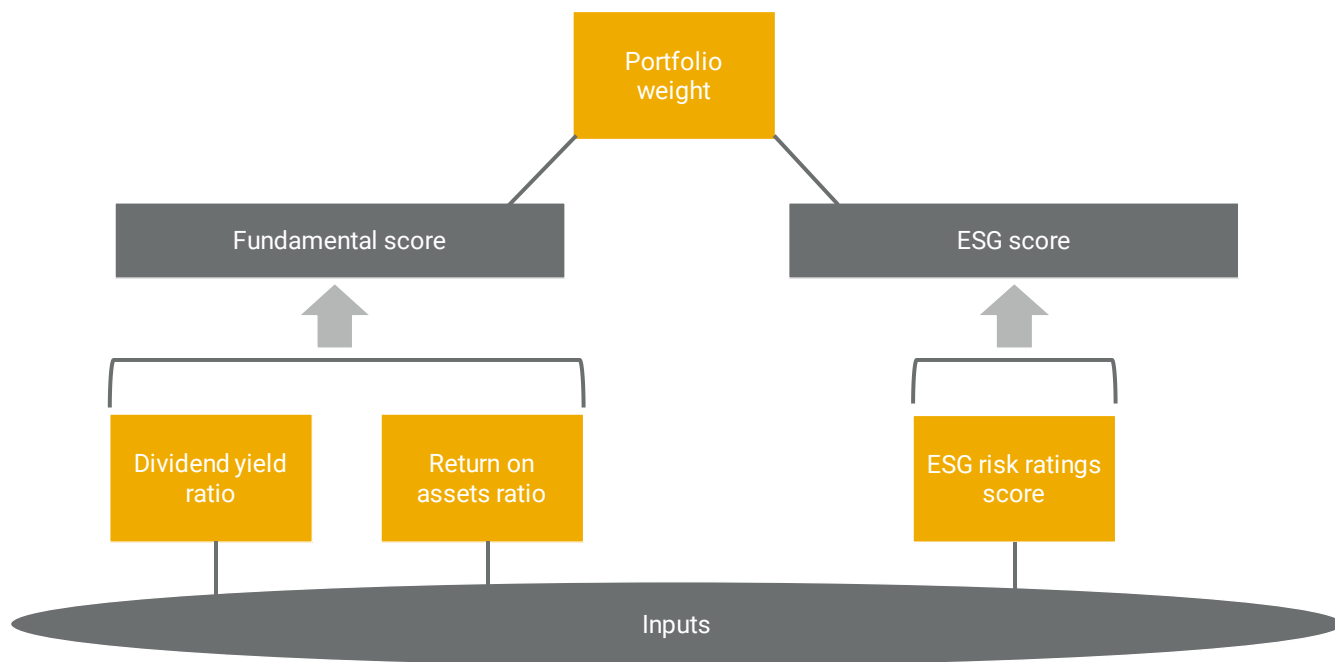 Portfolio
weight
Fundamental score
ESG score
Dividend yield
ratio
Return on
assets ratio
ESG risk ratings
score
Inputs